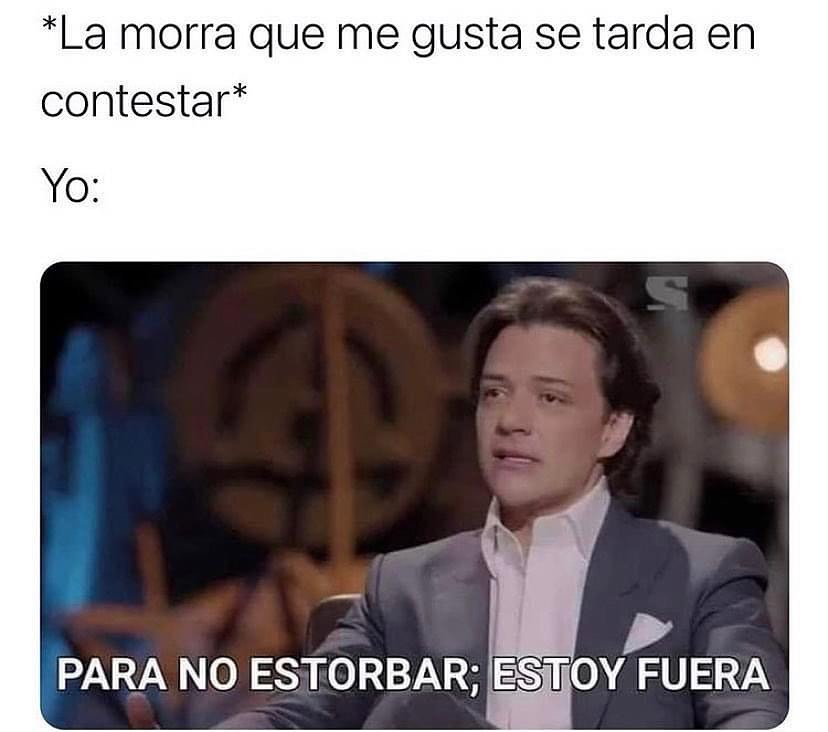 *La morra que me gusta se tarda en
contestar*
Yo:
S
PARA NO ESTORBAR; ESTOY FUERA